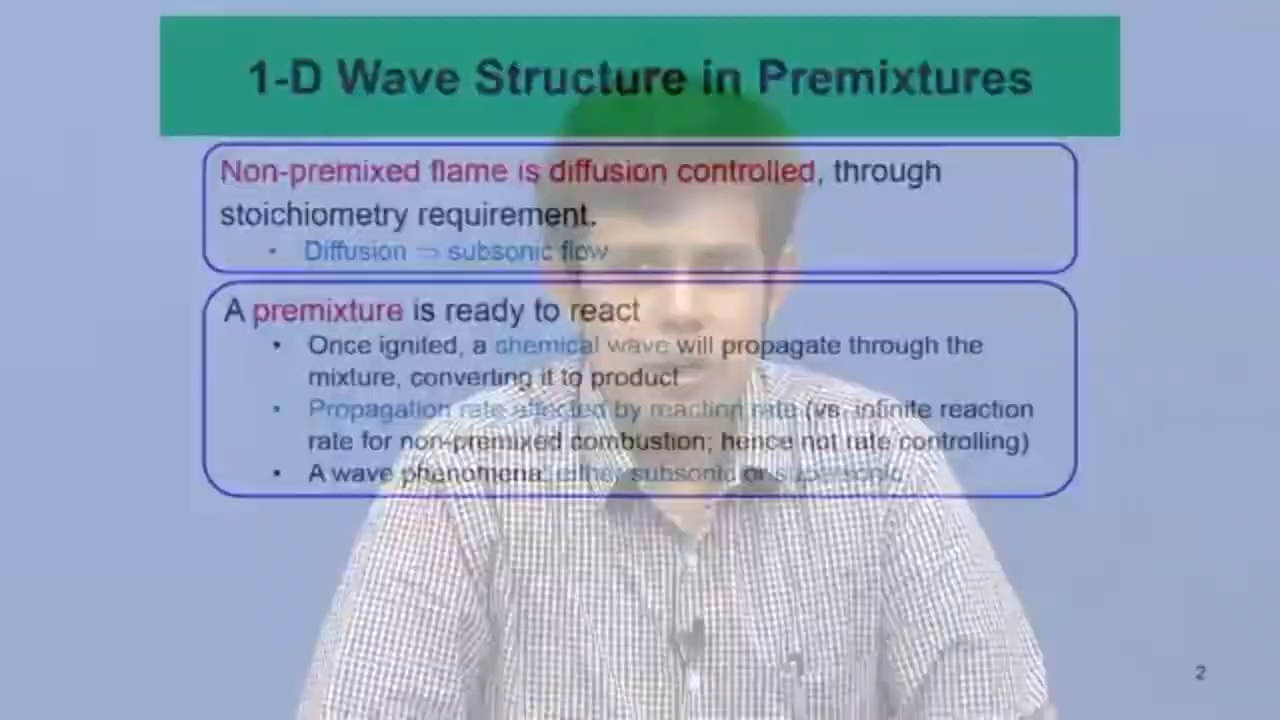 1-D Wave Structure in Premixtures
Non-premixed flame is diffusion controlled, through
stoichiometry requirement.
• Diffusion ⇒ subsonic flow
A premixture is ready to react
• Once ignited, a chemical wave will propagate through the
mixture, converting it to product
• Propagation rate affected by reaction rate (vs. infinite reaction
rate for non-premixed combustion; hence not rate controlling)
• A wave phenomena: either subsonic or supersonic
2